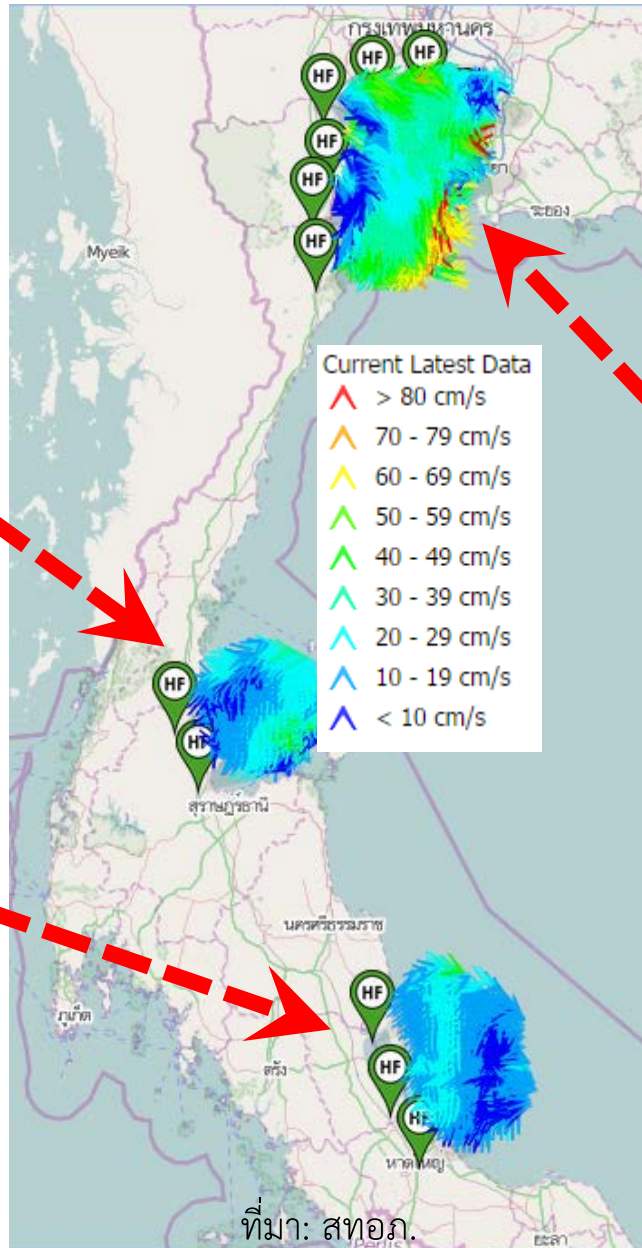 กรุงเทพมหานคร
HF
HF
HF
HF
HF
HF
ระยอง
Myeik
Current Latest Data
> 80 cm/s
70 - 79 cm/s
60 - 69 cm/s
50 - 59 cm/s
40 - 49 cm/s
30 - 39 cm/s
20 - 29 cm/s
10 - 19 cm/s
< 10 cm/s
HF
HF
สุราษฎร์ธานี
นครศรีธรรมราช
HF
ภูเก็ต
ตรัง
HF
HF
หาดใหญ่
ที่มา: สทอภ.
ยะลา